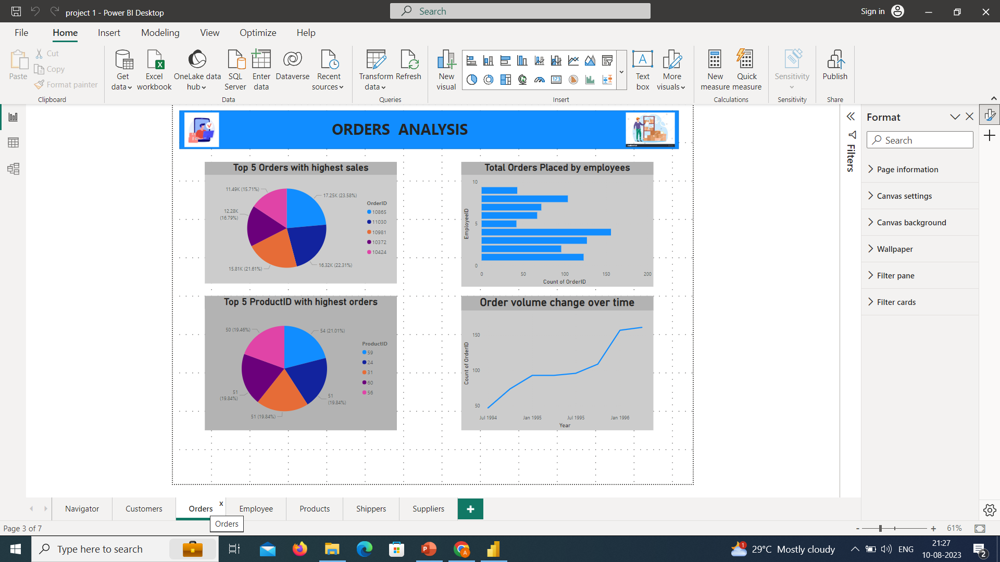 project 1 - Power BI Desktop
Search
Sign in
File Home Insert Modeling View Optimize Help
Paste
Cut
Copy
Format painter
Clipboard
Get data
Excel workbook
OneLake data hub
SQL Server
Enter data
Dataverse
Recent sources
Data
Transform data
Refresh
Queries
New visual
123
A
Text box
More visuals
Insert
New measure
Quick measure
Calculations
Sensitivity
Sensitivity
Publish
Share
ORDERS ANALYSIS
Top 5 Orders with highest sales
11.49K (15.71%)
17.25K (23.58%)
12.28K
(16.79%)
15.81K (21.61%)
16.32K (22.31%)
OrderID
10865
11030
10981
10372
10424
Total Orders Placed by employees
10
5
0
EmployeeID
0 50 100 150 200
Count of OrderID
Top 5 ProductID with highest orders
50 (19.46%)
54 (21.01%)
51
(19.84%)
51
(19.84%)
51 (19.84%)
ProductID
59
24
31
60
56
Order volume change over time
150
100
50
Count of OrderID
Jul 1994 Jan 1995 Jul 1995 Jan 1996
Year
Filters
Format
Search
Page information
Canvas settings
Canvas background
Wallpaper
Filter pane
Filter cards
Navigator Customers Orders x Employee Products Shippers Suppliers +
Orders
Page 3 of 7
- + 61%
Type here to search
P
A
1
29°C Mostly cloudy
ENG
21:27
10-08-2023
2